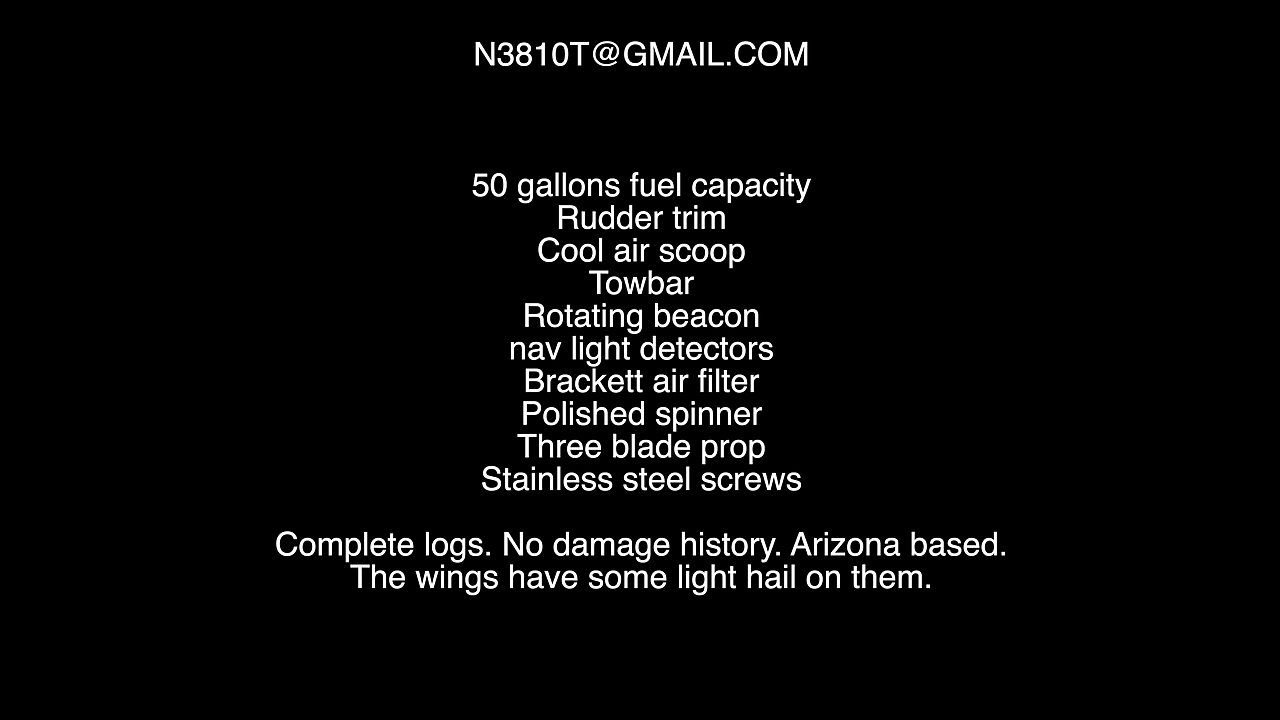 N3810T@GMAIL.COM
50 gallons fuel capacity
Rudder trim
Cool air scoop
Towbar
Rotating beacon
nav light detectors
Brackett air filter
Polished spinner
Three blade prop
Stainless steel screws
Complete logs. No damage history. Arizona based.
The wings have some light hail on them.